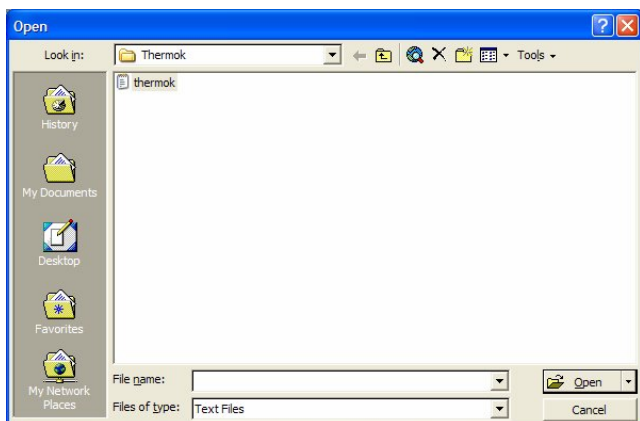 Open
Look in: Thermok Tools
thermok
History
My Documents
Desktop
Favorites
My Network
Places
File name: Open
Files of type: Text Files Cancel